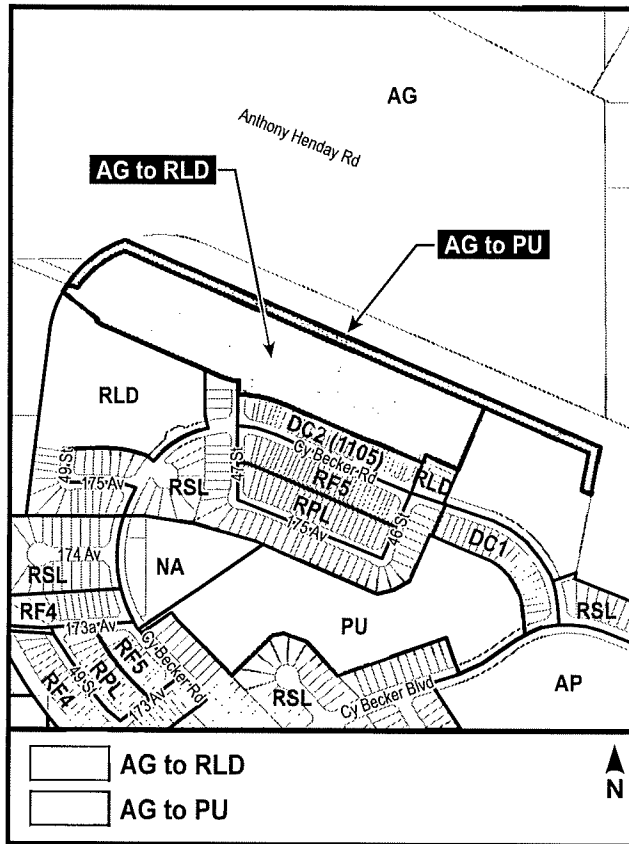 AG
Anthony Henday Rd
AG to RLD
AG to PU
RLD
DC2 (1105)
Cy Becker Rd
RLD
49 St
47 St
RF5
175 Av
RSL
RPL
46 St
DC1
175 Av
174 Av
NA
RSL
RSL
PU
RF4
173a Av
Cy Becker Rd
RF5
AP
RPL
49 St
RSL
Cy Becker Blvd
RF4
173 Av
AG to RLD
AG to PU
N